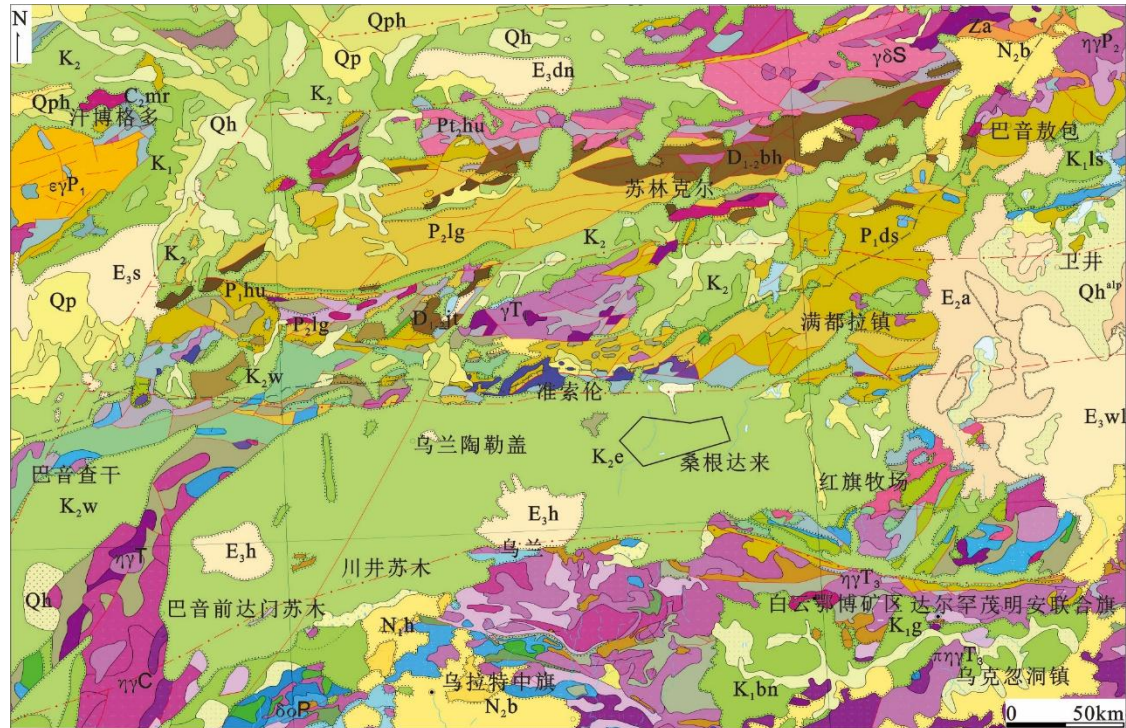 N
Qph
Qh
Za
Qp
N₂b
ηγP₂
K₂
E₃dn
γδS
K₂
Qph
C₂mr
汗博格多
Qh
Pt₂hu
巴音敖包
K₁
D₁₋₂bh
K₁ls
εγP₁
苏林克尔
P₂lg
K₂
P₁ds
K₂
E₃s
卫井
Qp
P₁hu
K₂
Qhᵃˡᵖ
E₂a
P₂lg
γT
满都拉镇
K₂w
准索伦
E₃wl
乌兰陶勒盖
K₂e
桑根达来
巴音查干
红旗牧场
K₂w
E₃h
乌兰
ηγT
E₃h
川井苏木
ηγT₃
Qh
巴音前达门苏木
白云鄂博矿区
达尔罕茂明安联合旗
N₁h
K₁g
πηγT₃
乌克忽洞镇
ηγC
乌拉特中旗
K₁bn
δοP
N₂b
0 50km